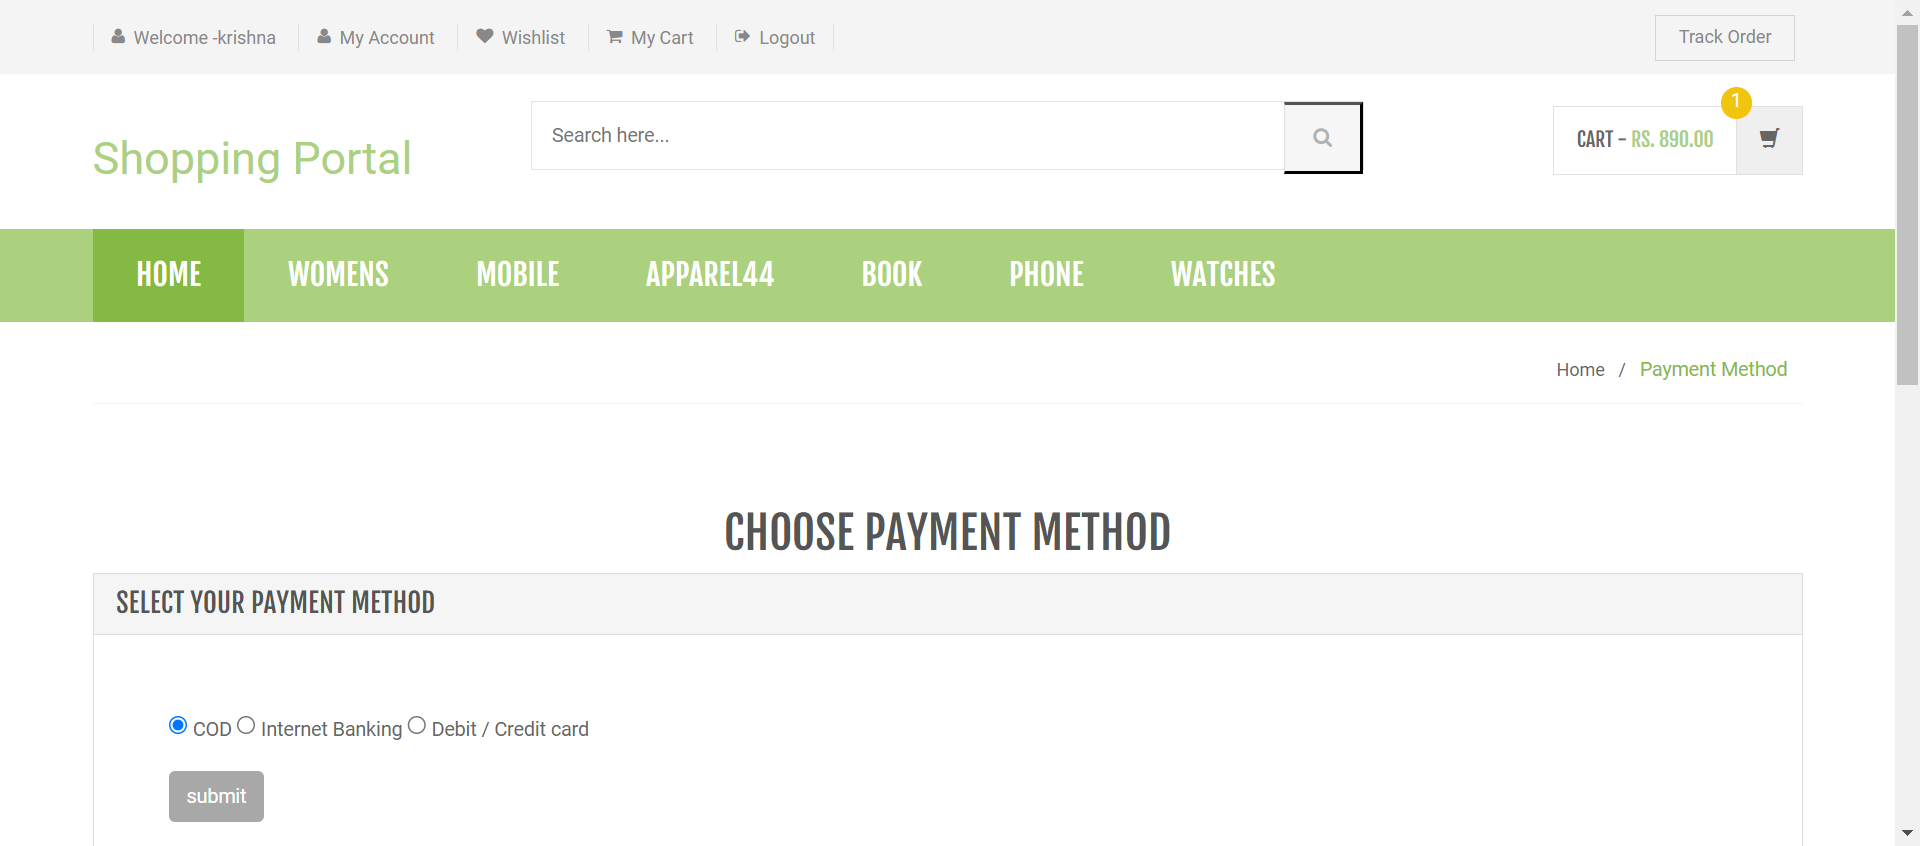 Welcome -krishna
My Account
Wishlist
My Cart
Logout
Track Order
Shopping Portal
Search here...
CART - RS. 890.00
1
HOME
WOMENS
MOBILE
APPAREL44
BOOK
PHONE
WATCHES
Home / Payment Method
CHOOSE PAYMENT METHOD
SELECT YOUR PAYMENT METHOD
COD Internet Banking Debit / Credit card
submit